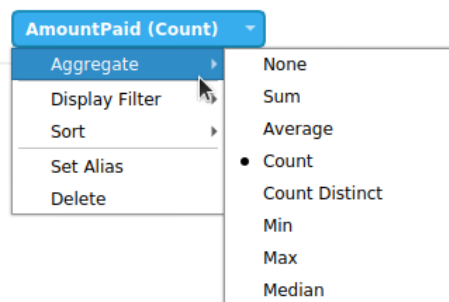 AmountPaid (Count)
Aggregate
Display Filter
Sort
Set Alias
Delete
None
Sum
Average
Count
Count Distinct
Min
Max
Median